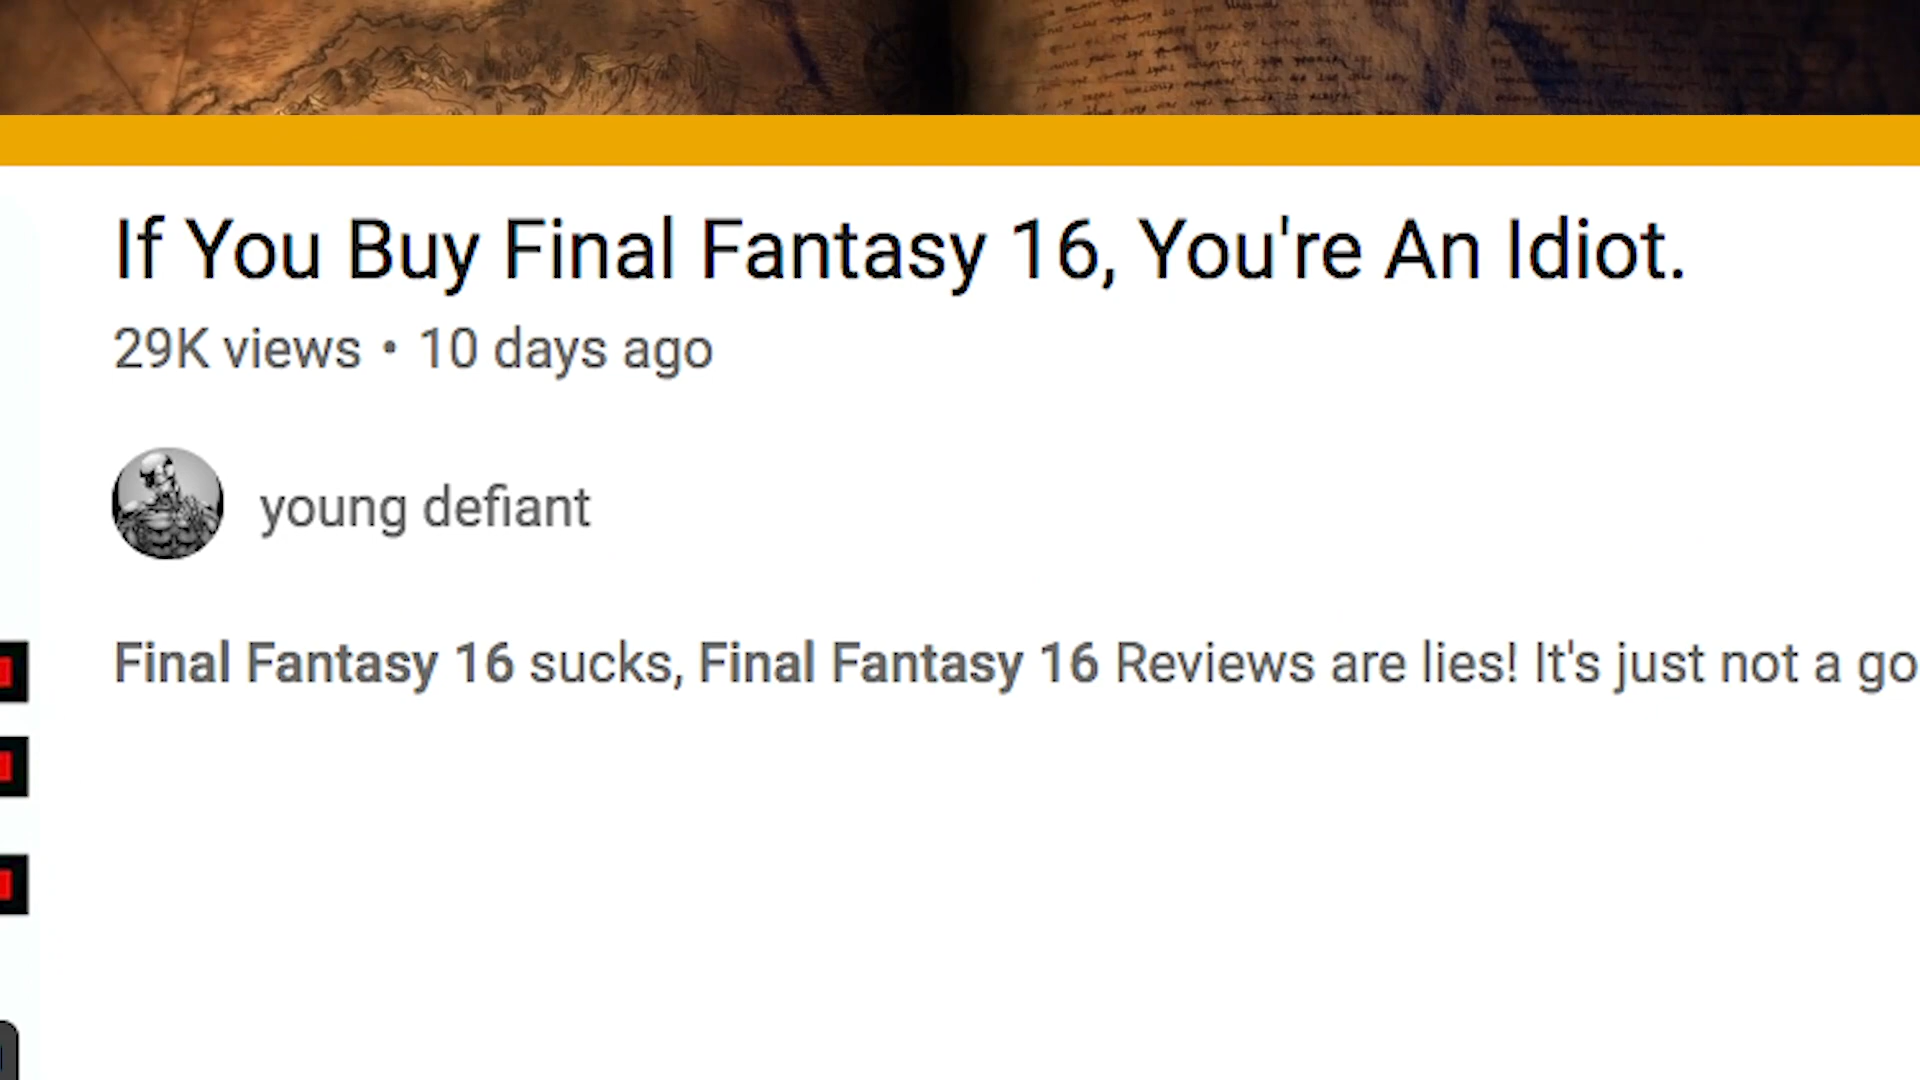 If You Buy Final Fantasy 16, You're An Idiot.
29K views • 10 days ago
young defiant
Final Fantasy 16 sucks, Final Fantasy 16 Reviews are lies! It's just not a go